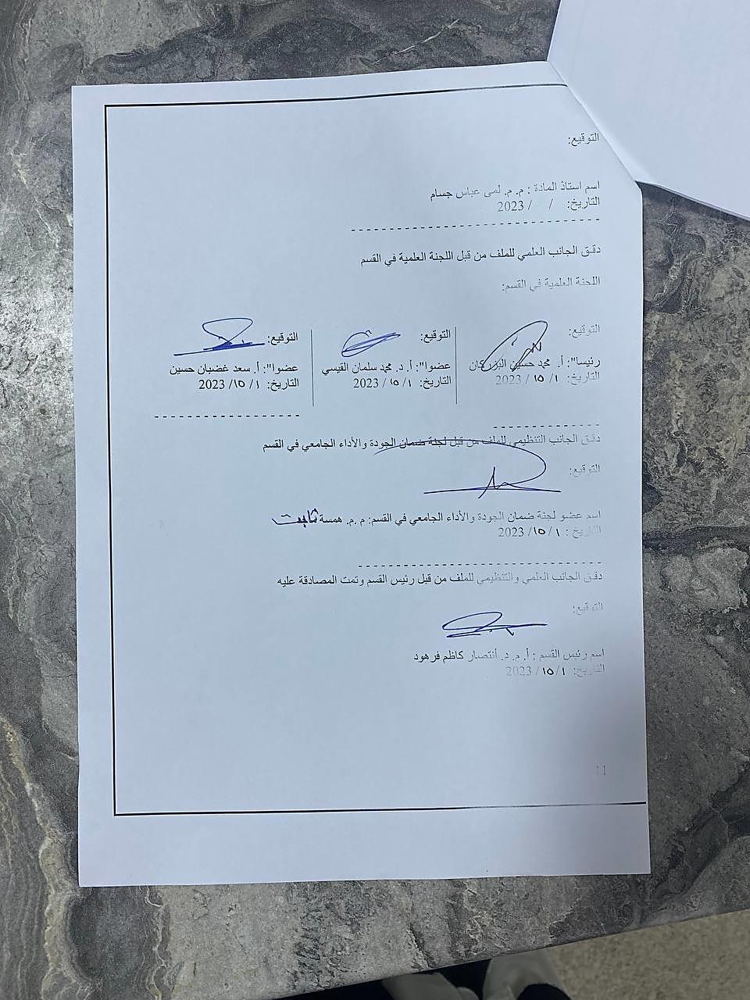 التوقيع:
اسم استاذ المادة : م. م. لمى عباس جسام
التاريخ: / / 2023
دقق الجانب العلمي للملف من قبل اللجنة العلمية في القسم
اللحنة العلمية في القسم:
التوقيع: التوقيع: التوقيع:
رئيسا": أ. محمد حسين البزركان عضوا": أ. د. محمد سلمان القيسي عضوا": أ. سعد غضبان حسين
التاريخ: ١ / ١٥ / 2023 التاريخ: ١ / ١٥ / 2023 التاريخ: ١ / ١٥ / 2023
دقق الجانب التنظيمي للملف من قبل لجنة ضمان الجودة والأداء الجامعي في القسم
التوقيع:
اسم عضو لجنة ضمان الجودة والأداء الجامعي في القسم: م.م. همسة ثابت
التاريخ : ١ / ١٥ / 2023
دقق الجانب العلمي والتنظيمي للملف من قبل رئيس القسم وتمت المصادقة عليه
التوقيع:
اسم رئيس القسم : أ. م. د. أنتصار كاظم فرهود
التاريخ: ١ / ١٥ / 2023
11